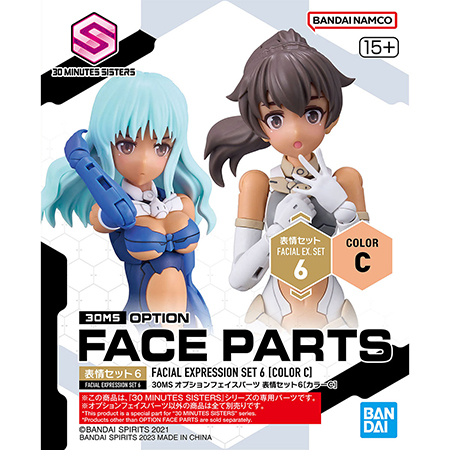 BANDAI NAMCO
S
30 MINUTES SISTERS
15+
表情セット
FACIAL EX. SET
6
COLOR
C
30MS OPTION
FACE PARTS
表情セット6
FACIAL EXPRESSION SET 6
FACIAL EXPRESSION SET 6 [COLOR C]
30MS オプションフェイスパーツ 表情セット6[カラーC]
※この商品は、「30 MINUTES SISTERS」シリーズの専用パーツです。
※オプションフェイスパーツ以外の商品は全て別売りです。
*This product is a special part for "30 MINUTES SISTERS" series.
*Products other than OPTION FACE PARTS are sold separately.
©BANDAI SPIRITS 2021
©BANDAI SPIRITS 2023 MADE IN CHINA
BAN
DAI